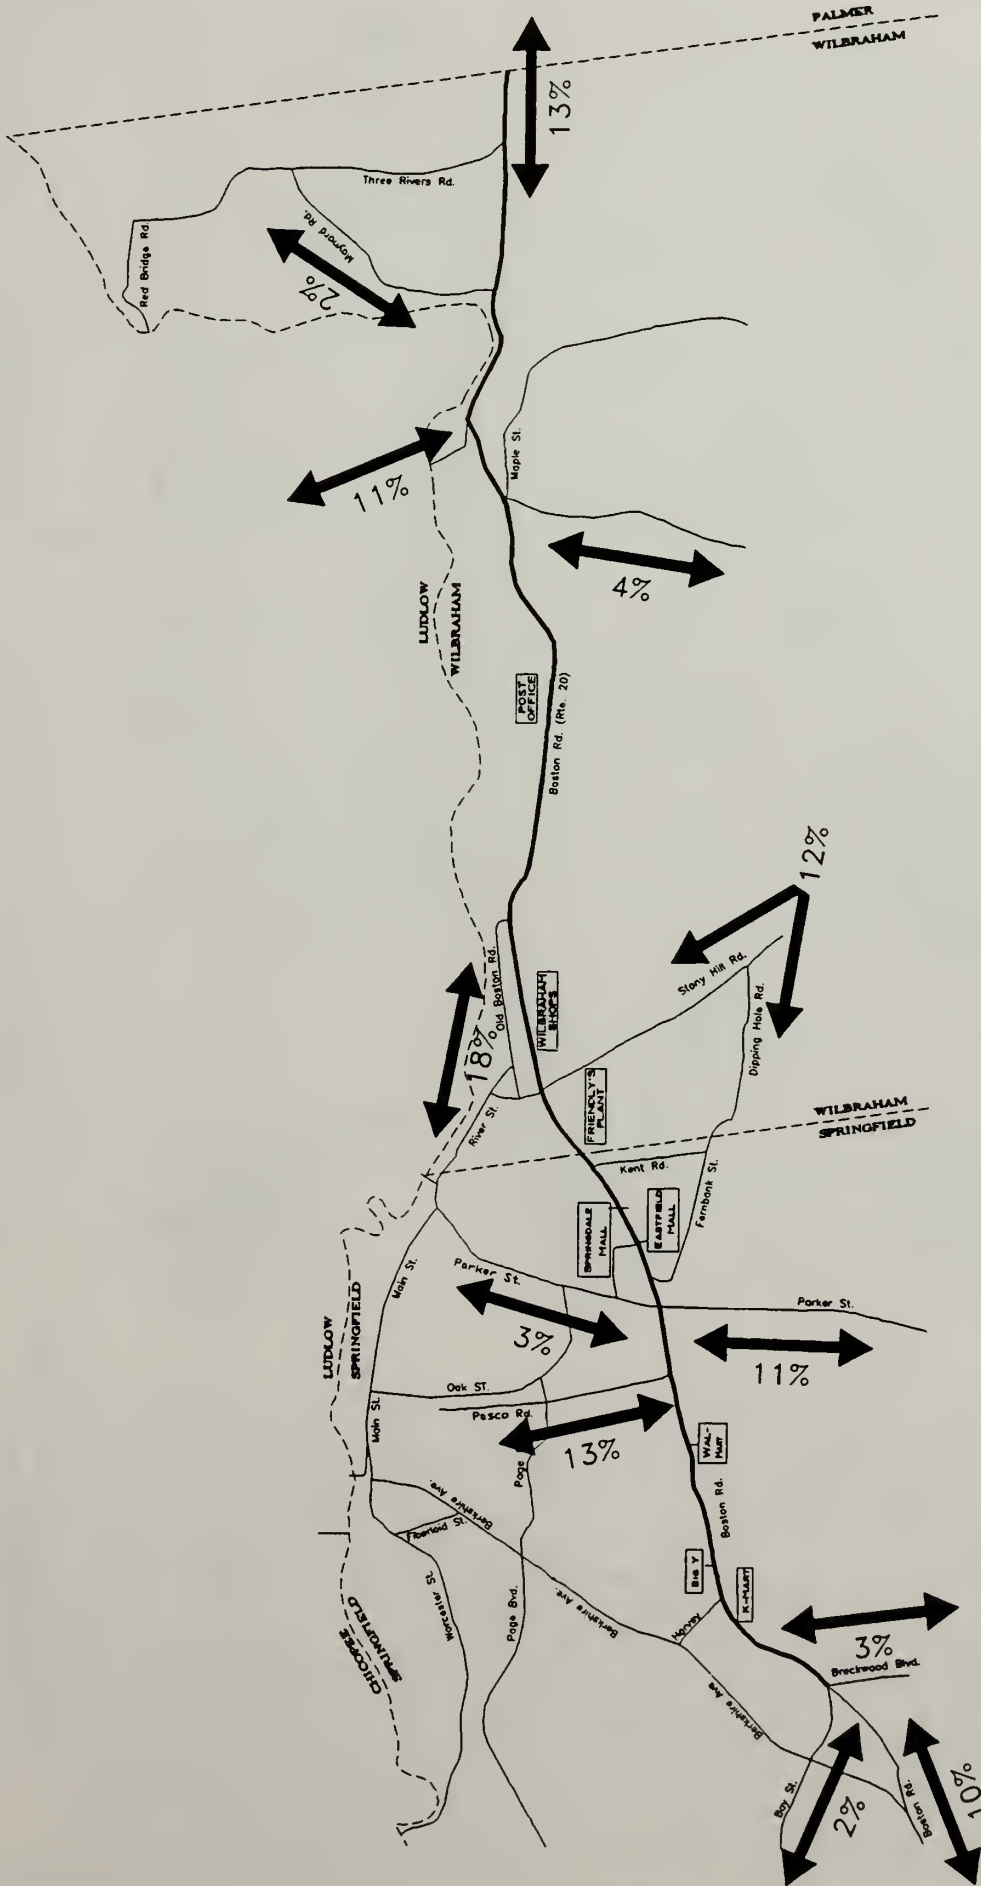 PALMER
WILBRAHAM
13%
Three Rivers Rd.
Maynard Rd.
Red Bridge Rd.
2%
11%
Maple St.
4%
LUDLOW
WILBRAHAM
POST
OFFICE
Boston Rd. (Rte. 20)
12%
Stony Hill Rd.
Dipping Hole Rd.
Old Boston Rd.
WILBRAHAM
SHOPS
18%
River St.
FRIENDLY'S
PLANT
WILBRAHAM
SPRINGFIELD
Kent Rd.
Fernbank St.
SPRINGDALE
MALL
EASTFIELD
MALL
Main St.
Parker St.
Parker St.
LUDLOW
SPRINGFIELD
3%
11%
Oak ST.
Pasco Rd.
Main St.
13%
Page
WAL-
MART
Boston Rd.
Berkshire Ave.
Fiberloid St.
BIG Y
K-MART
Worcester St.
Page Bvd.
Berkshire Ave.
Harvey
CHICOPEE
SPRINGFIELD
3%
Breckwood Blvd.
Berkshire Ave
Bay St.
2%
Boston Rd.
10%